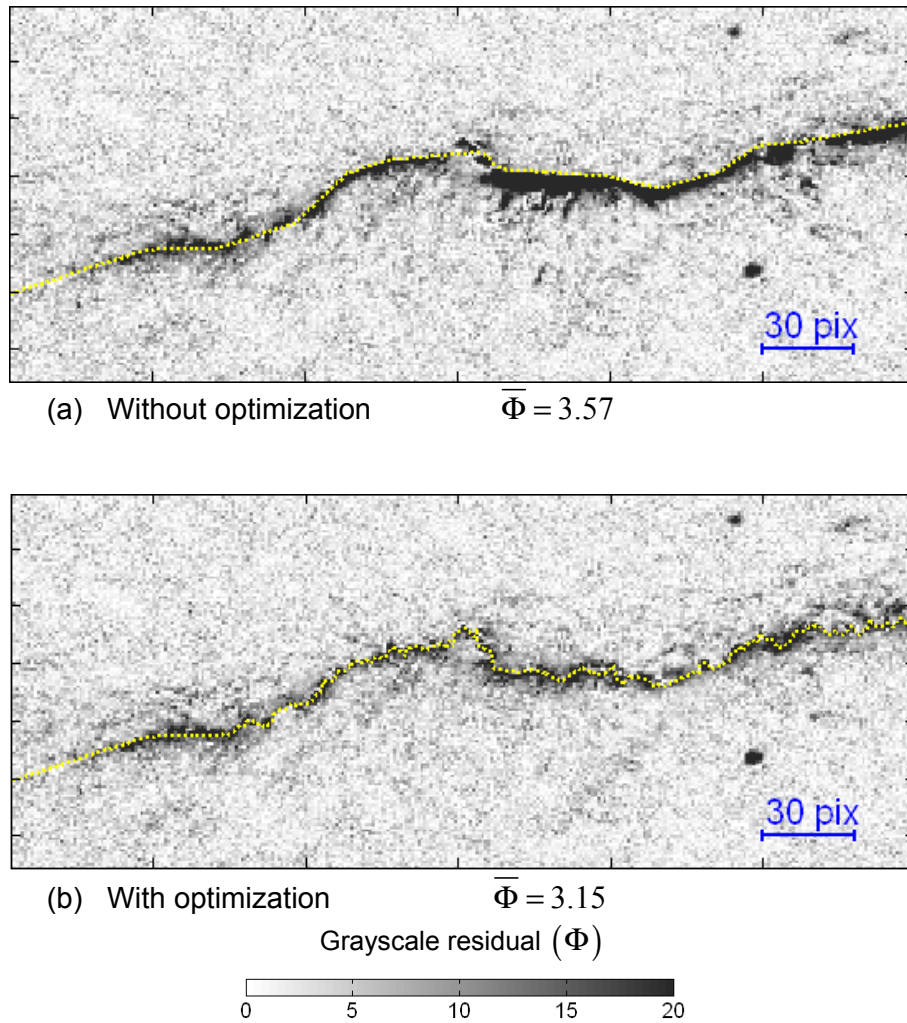 30 pix
(a) Without optimization Φ̅ = 3.57
30 pix
(b) With optimization Φ̅ = 3.15
Grayscale residual (Φ)
0 5 10 15 20